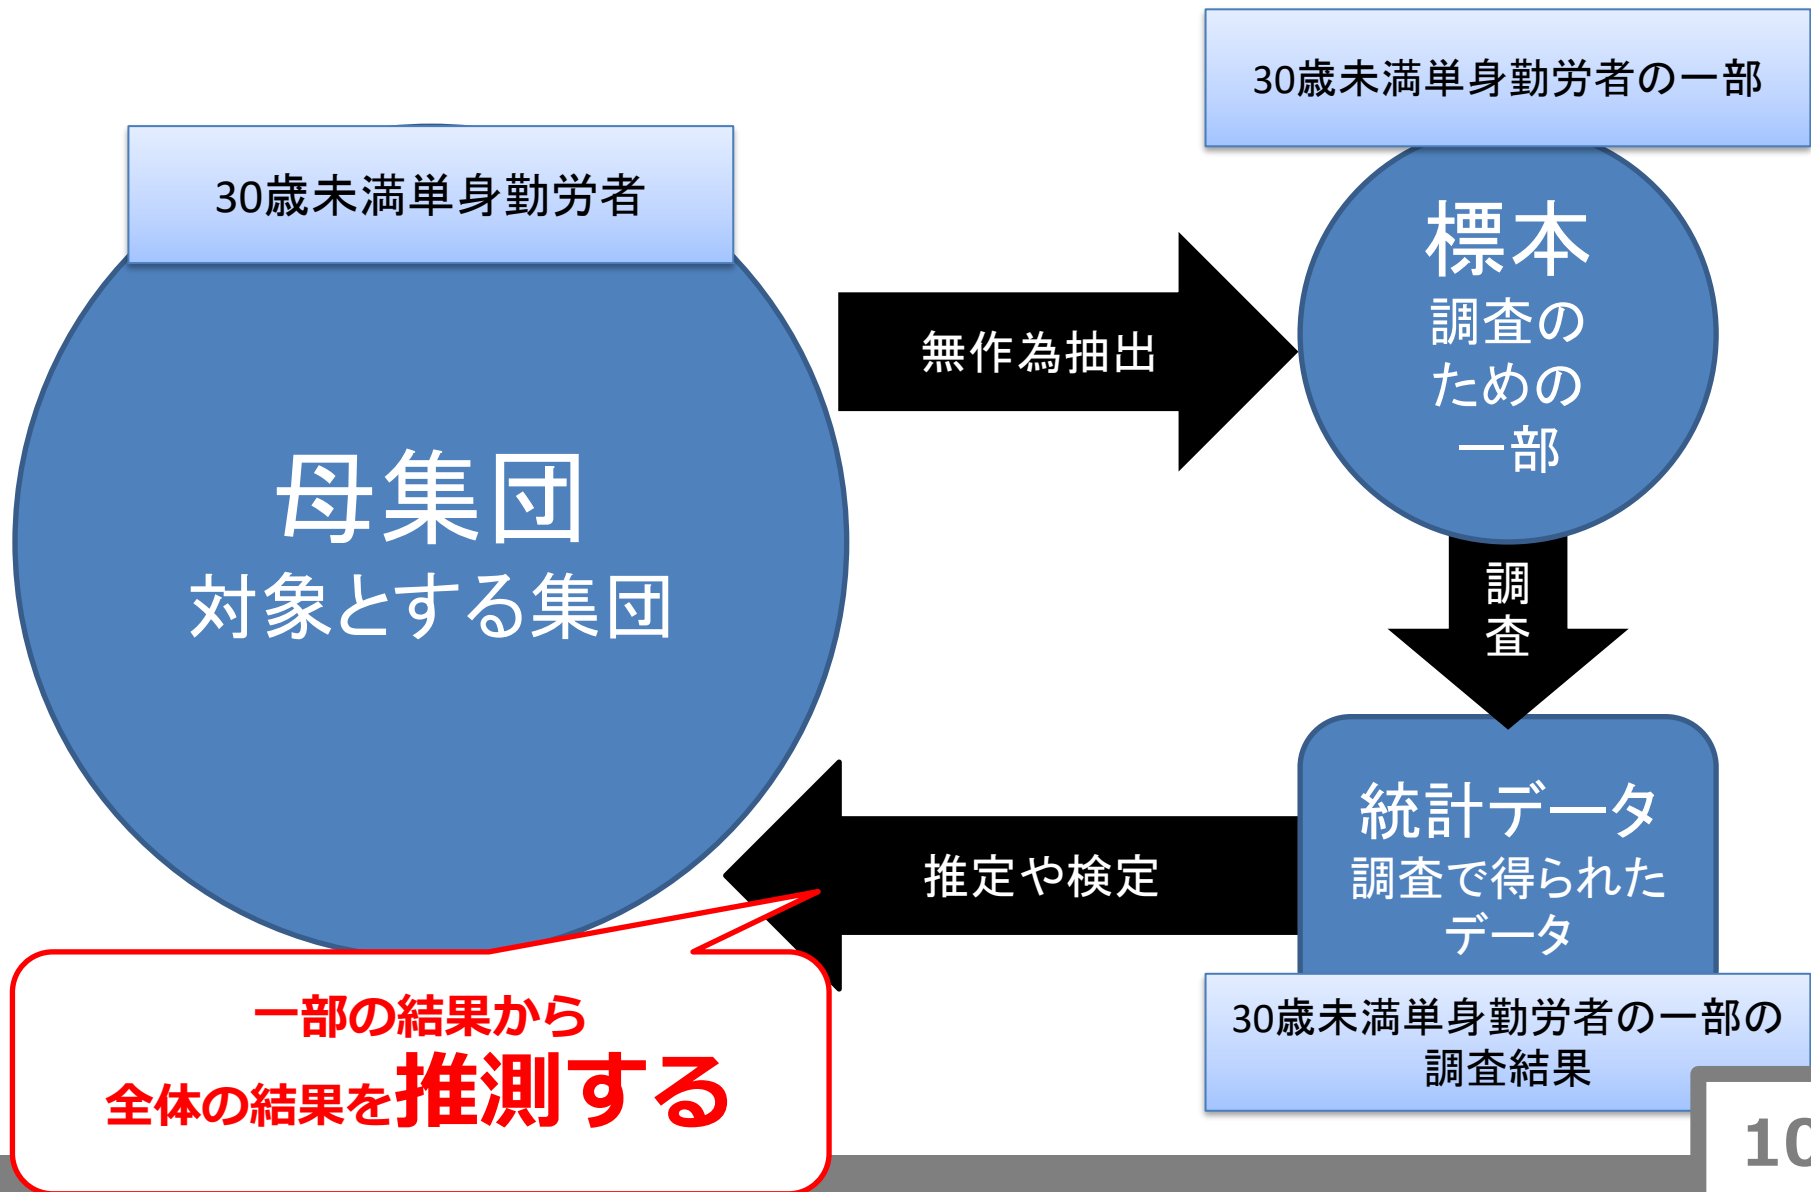 30歳未満単身勤労者
母集団
対象とする集団
無作為抽出
30歳未満単身勤労者の一部
標本
調査の
ための
一部
調
査
統計データ
調査で得られた
データ
30歳未満単身勤労者の一部の
調査結果
推定や検定
一部の結果から
全体の結果を推測する
10